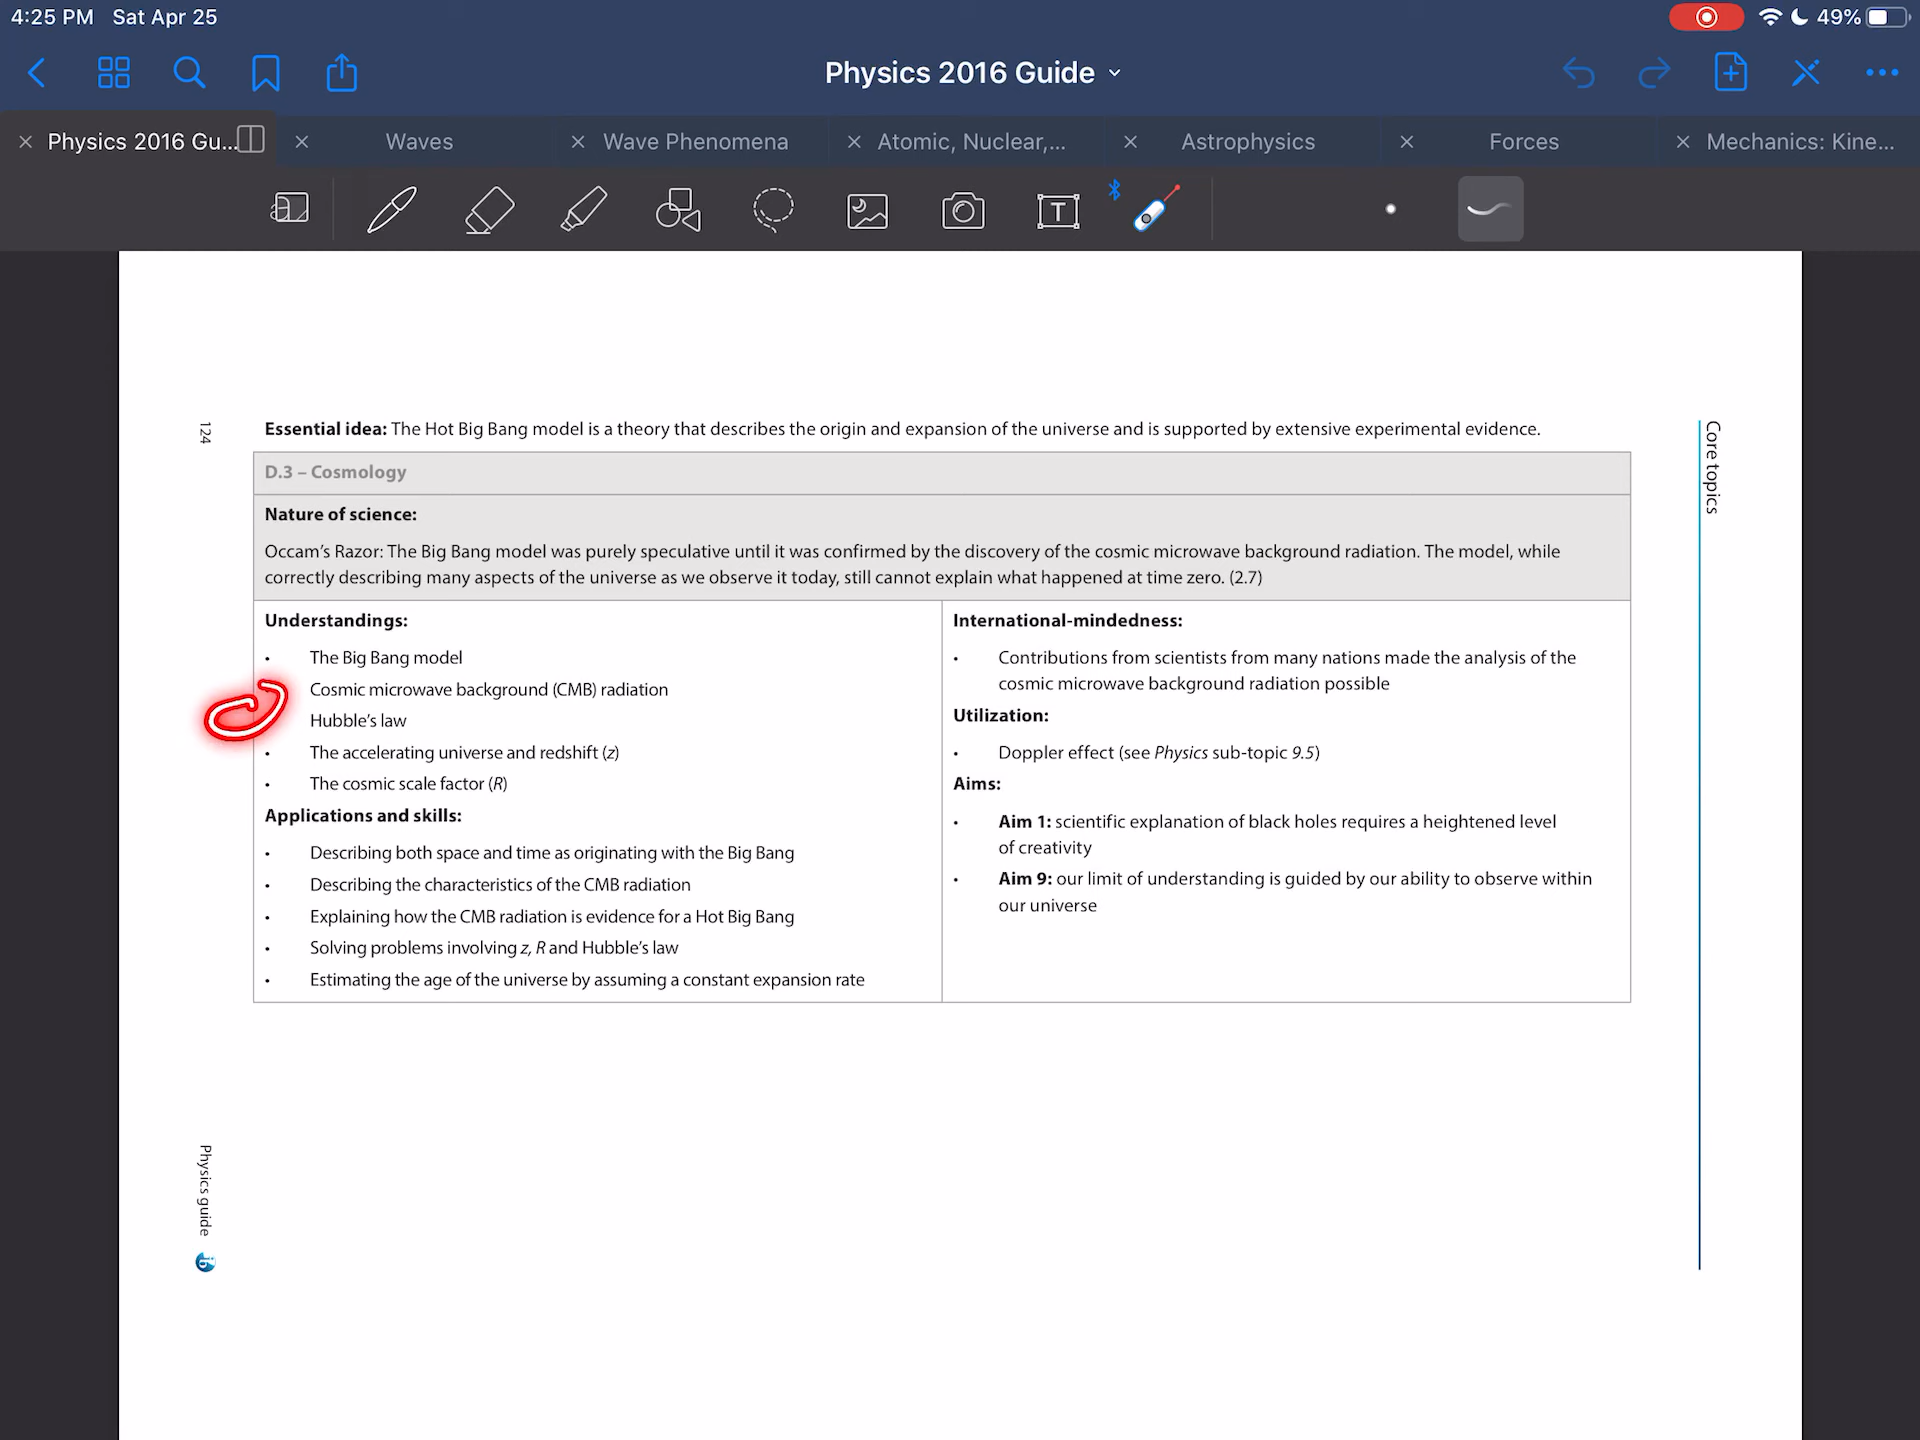 4:25 PM Sat Apr 25
49%
Physics 2016 Guide
Physics 2016 Gu...
Waves
Wave Phenomena
Atomic, Nuclear,...
Astrophysics
Forces
Mechanics: Kine...
T
124
Core topics
Essential idea: The Hot Big Bang model is a theory that describes the origin and expansion of the universe and is supported by extensive experimental evidence.
D.3 – Cosmology
Nature of science:
Occam's Razor: The Big Bang model was purely speculative until it was confirmed by the discovery of the cosmic microwave background radiation. The model, while
correctly describing many aspects of the universe as we observe it today, still cannot explain what happened at time zero. (2.7)
Understandings:
• The Big Bang model
Cosmic microwave background (CMB) radiation
Hubble's law
• The accelerating universe and redshift (z)
• The cosmic scale factor (R)
Applications and skills:
• Describing both space and time as originating with the Big Bang
• Describing the characteristics of the CMB radiation
• Explaining how the CMB radiation is evidence for a Hot Big Bang
• Solving problems involving z, R and Hubble's law
• Estimating the age of the universe by assuming a constant expansion rate
International-mindedness:
• Contributions from scientists from many nations made the analysis of the
cosmic microwave background radiation possible
Utilization:
• Doppler effect (see Physics sub-topic 9.5)
Aims:
• Aim 1: scientific explanation of black holes requires a heightened level
of creativity
• Aim 9: our limit of understanding is guided by our ability to observe within
our universe
Physics guide